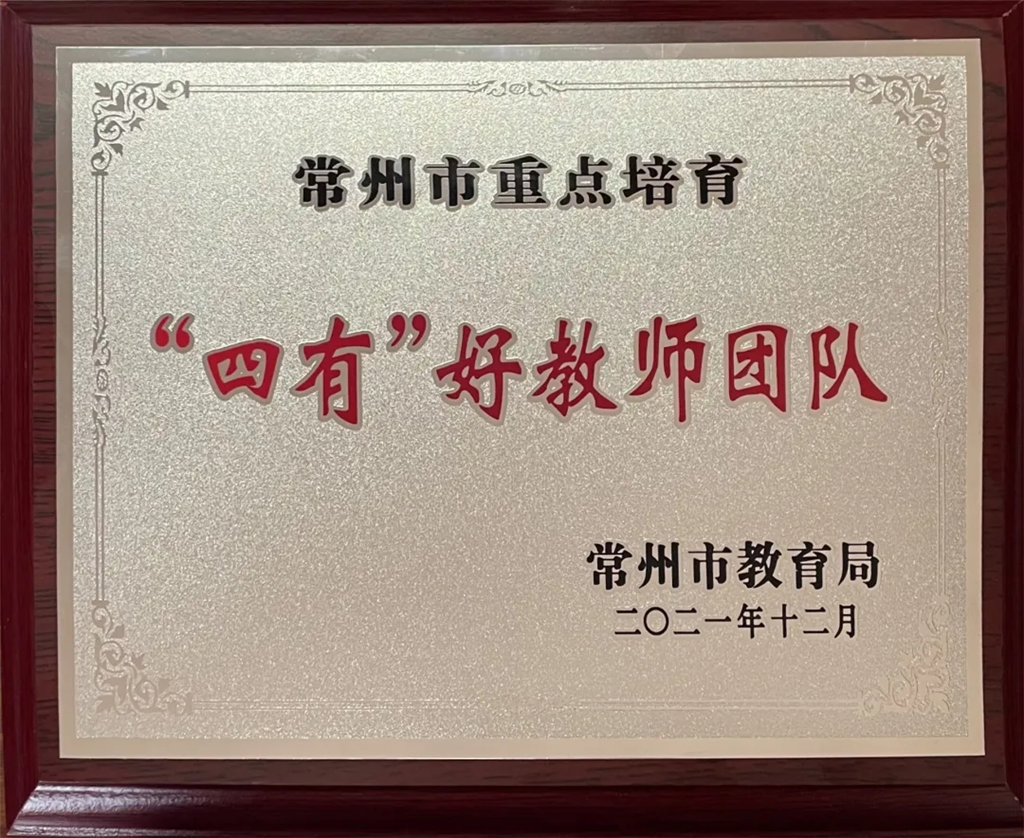 常州市重点培育
“四有”好教师团队
常州市教育局
二〇二一年十二月